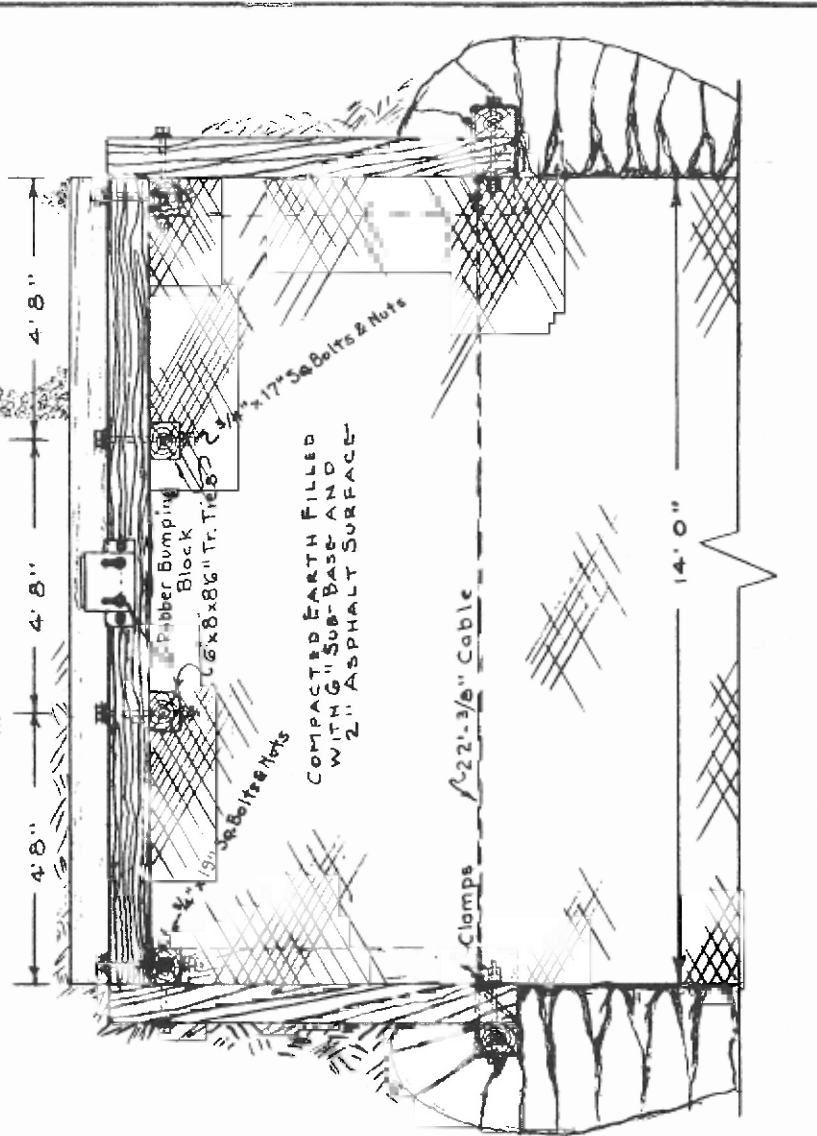 4'8"
4'8"
4'8"
3/4" x 17" Sq Bolts & Nuts
Rubber Bumping
Block
6"x8x8'6" Tr. Ties
19" Sq. Bolts & Nuts
COMPACTED EARTH FILLED
WITH 6" SUB-BASE AND
2" ASPHALT SURFACE
22'-3/8" Cable
Clamps
14' 0"